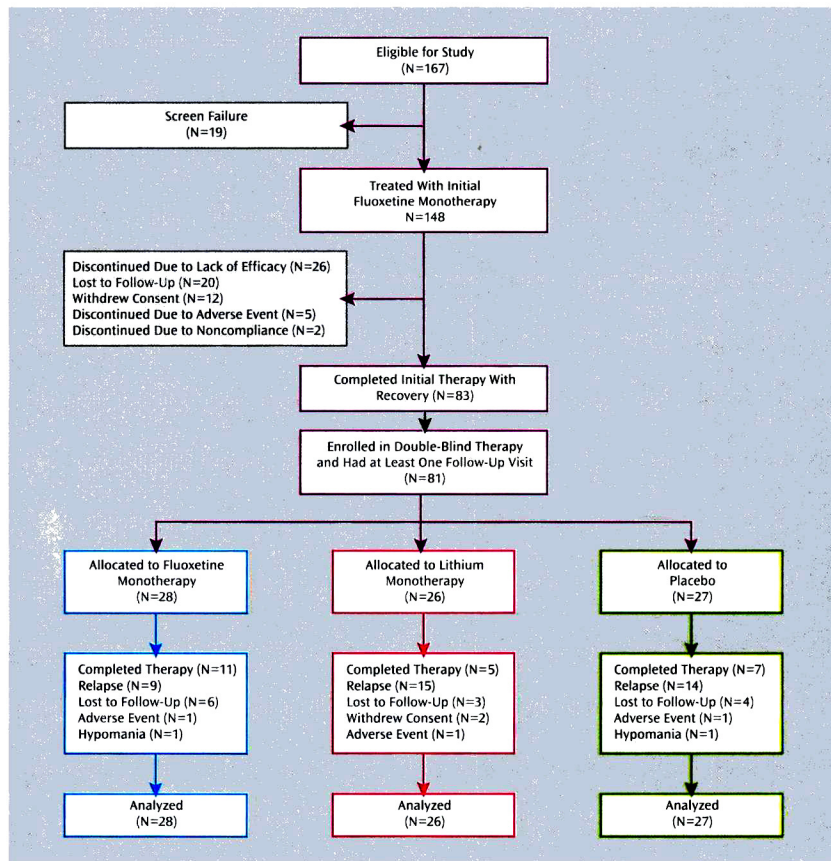 Eligible for Study
(N=167)
Screen Failure
(N=19)
Treated With Initial
Fluoxetine Monotherapy
N=148
Discontinued Due to Lack of Efficacy (N=26)
Lost to Follow-Up (N=20)
Withdrew Consent (N=12)
Discontinued Due to Adverse Event (N=5)
Discontinued Due to Noncompliance (N=2)
Completed Initial Therapy With
Recovery (N=83)
Enrolled in Double-Blind Therapy
and Had at Least One Follow-Up Visit
(N=81)
Allocated to Fluoxetine
Monotherapy
(N=28)
Completed Therapy (N=11)
Relapse (N=9)
Lost to Follow-Up (N=6)
Adverse Event (N=1)
Hypomania (N=1)
Analyzed
(N=28)
Allocated to Lithium
Monotherapy
(N=26)
Completed Therapy (N=5)
Relapse (N=15)
Lost to Follow-Up (N=3)
Withdrew Consent (N=2)
Adverse Event (N=1)
Analyzed
(N=26)
Allocated to
Placebo
(N=27)
Completed Therapy (N=7)
Relapse (N=14)
Lost to Follow-Up (N=4)
Adverse Event (N=1)
Hypomania (N=1)
Analyzed
(N=27)